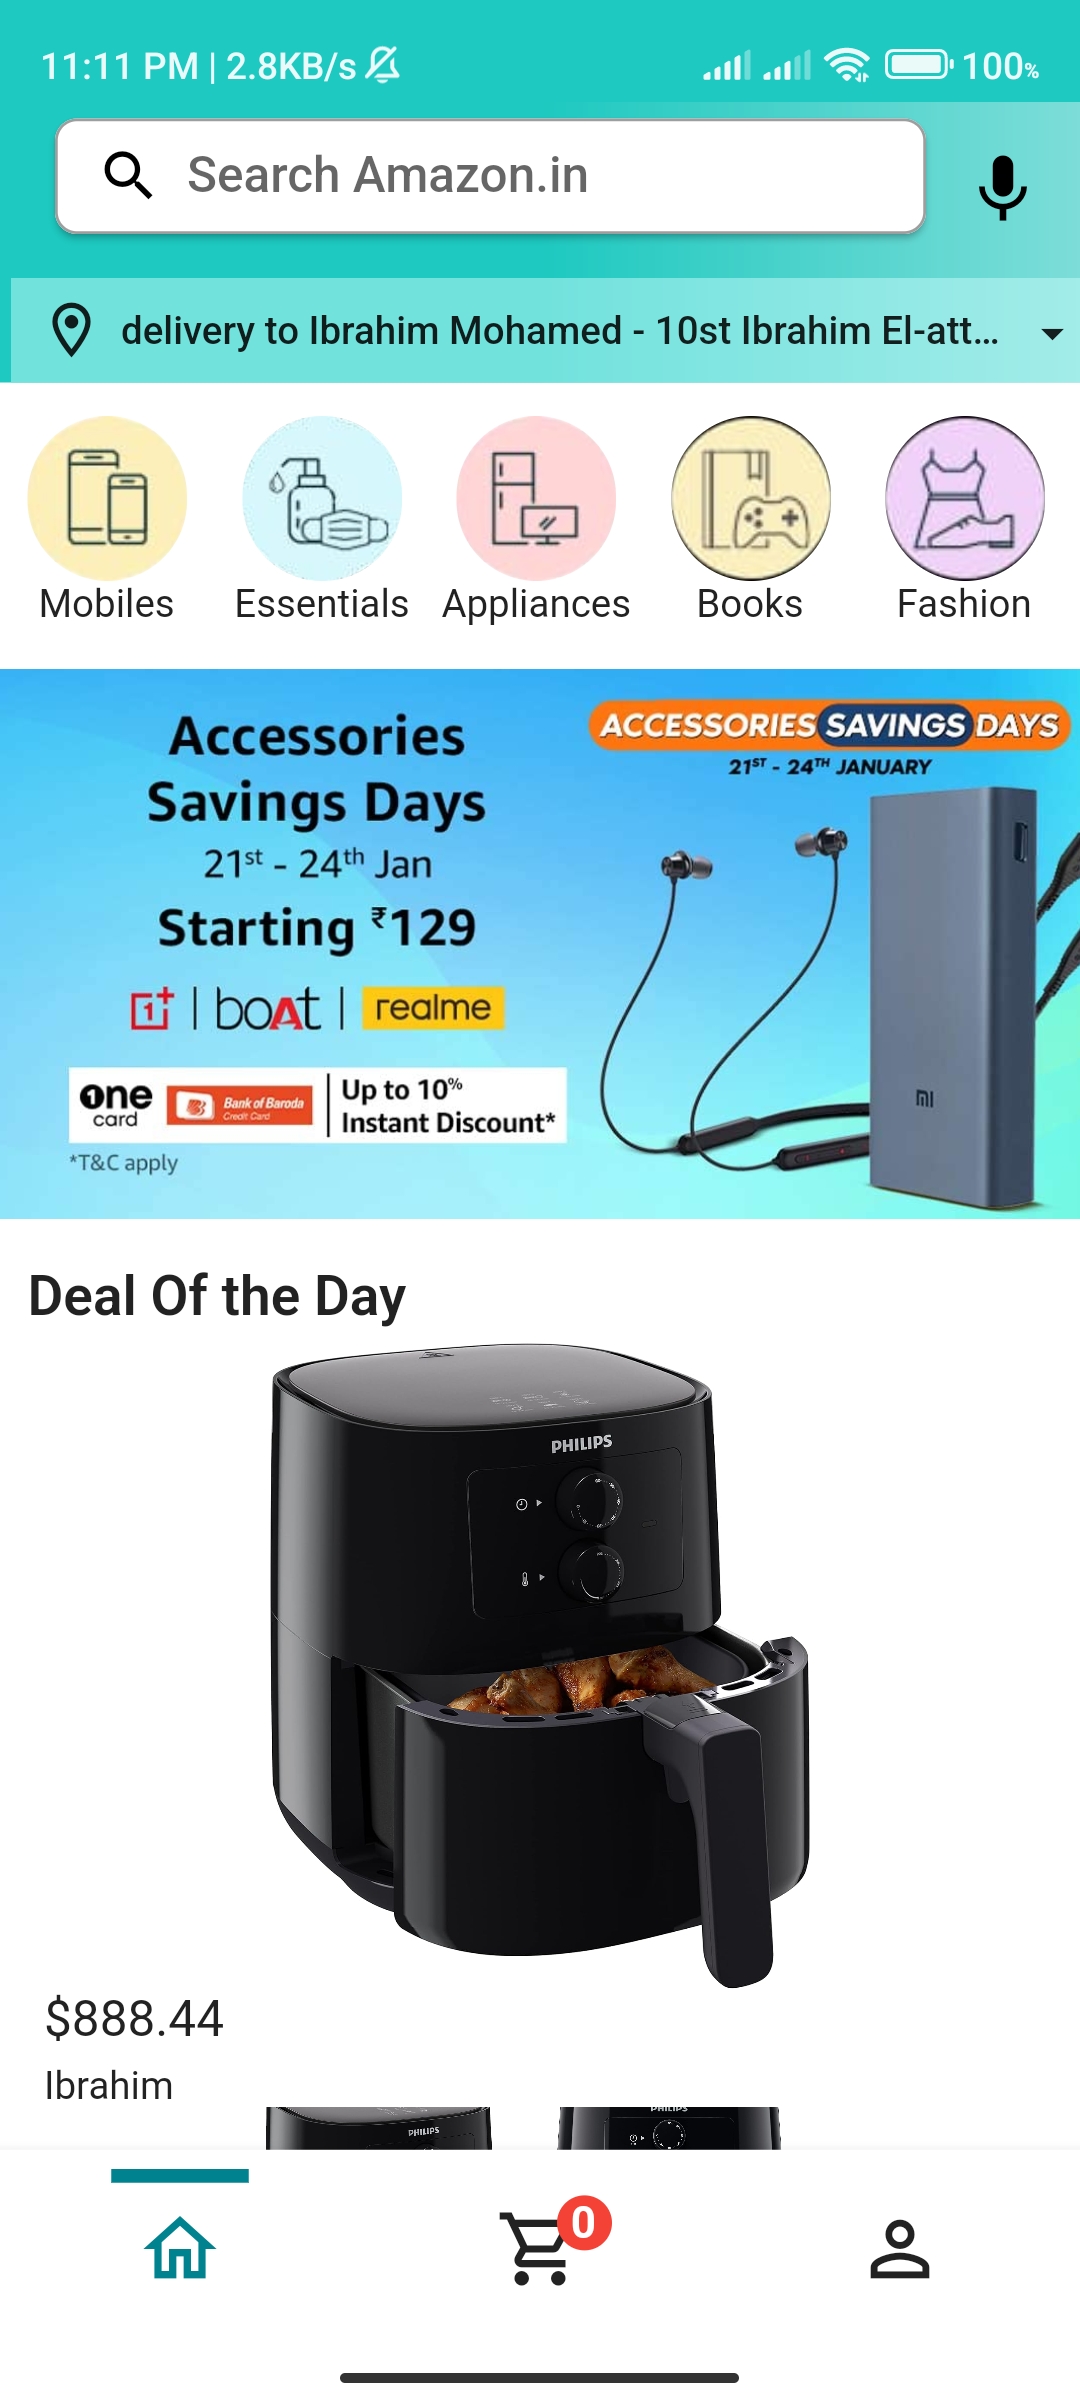 11:11 PM | 2.8KB/s
100%
Search Amazon.in
delivery to Ibrahim Mohamed - 10st Ibrahim El-att...
Mobiles
Essentials
Appliances
Books
Fashion
Accessories
Savings Days
21st - 24th Jan
Starting ₹129
1+ | boAt | realme
1ne
card
Bank of Baroda
Credit Card
Up to 10%
Instant Discount*
*T&C apply
ACCESSORIES SAVINGS DAYS
21ST - 24TH JANUARY
mi
Deal Of the Day
PHILIPS
$888.44
Ibrahim
PHILIPS
PHILIPS
0